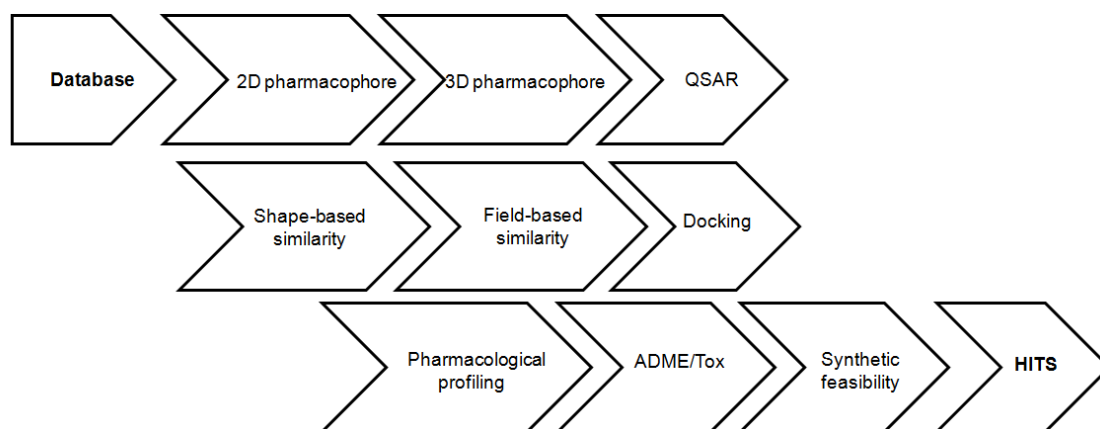 Database
2D pharmacophore
3D pharmacophore
QSAR
Shape-based
similarity
Field-based
similarity
Docking
Pharmacological
profiling
ADME/Tox
Synthetic
feasibility
HITS